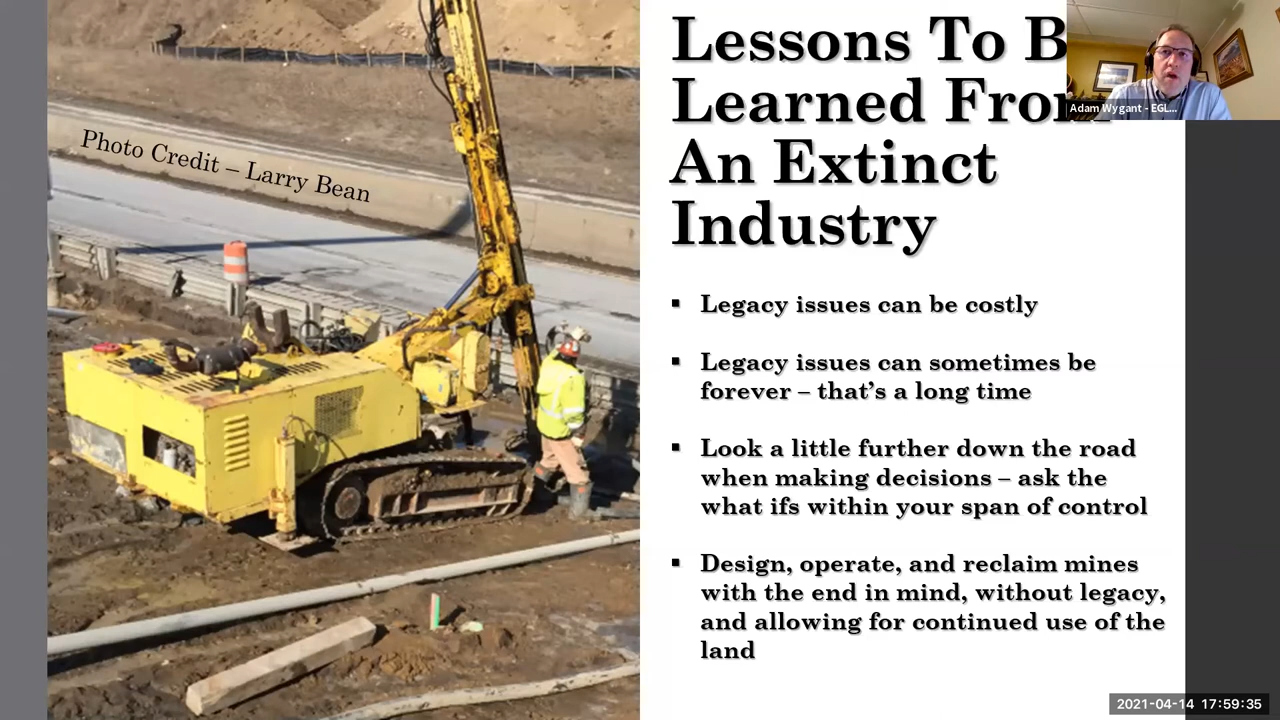 Lessons To B
Learned From
An Extinct
Industry
Adam Wygant - EGL...
Photo Credit – Larry Bean
▪ Legacy issues can be costly
▪ Legacy issues can sometimes be
forever – that's a long time
▪ Look a little further down the road
when making decisions – ask the
what ifs within your span of control
▪ Design, operate, and reclaim mines
with the end in mind, without legacy,
and allowing for continued use of the
land
2021-04-14 17:59:35